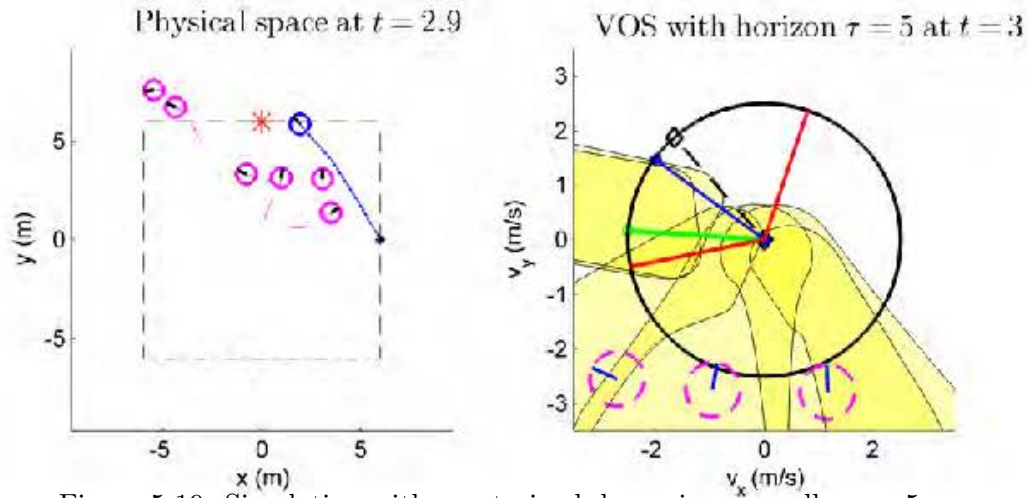 Physical space at t = 2.9
VOS with horizon τ = 5 at t = 3
y (m)
5
0
-5
-5
0
5
x (m)
v_y (m/s)
3
2
1
0
-1
-2
-3
-2
0
2
v_x (m/s)